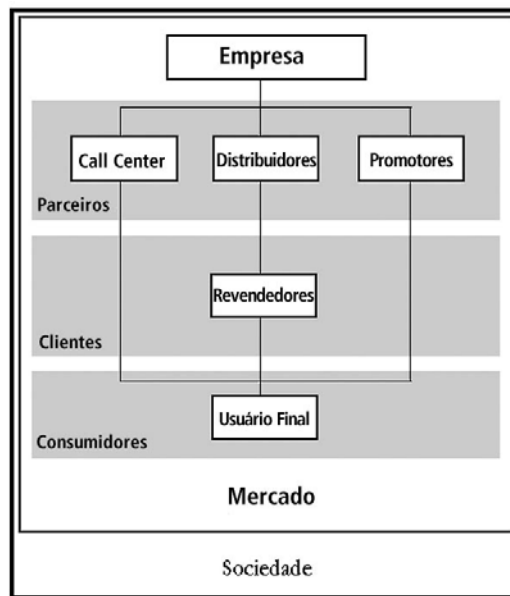 Empresa
Call Center
Distribuidores
Promotores
Parceiros
Revendedores
Clientes
Usuário Final
Consumidores
Mercado
Sociedade